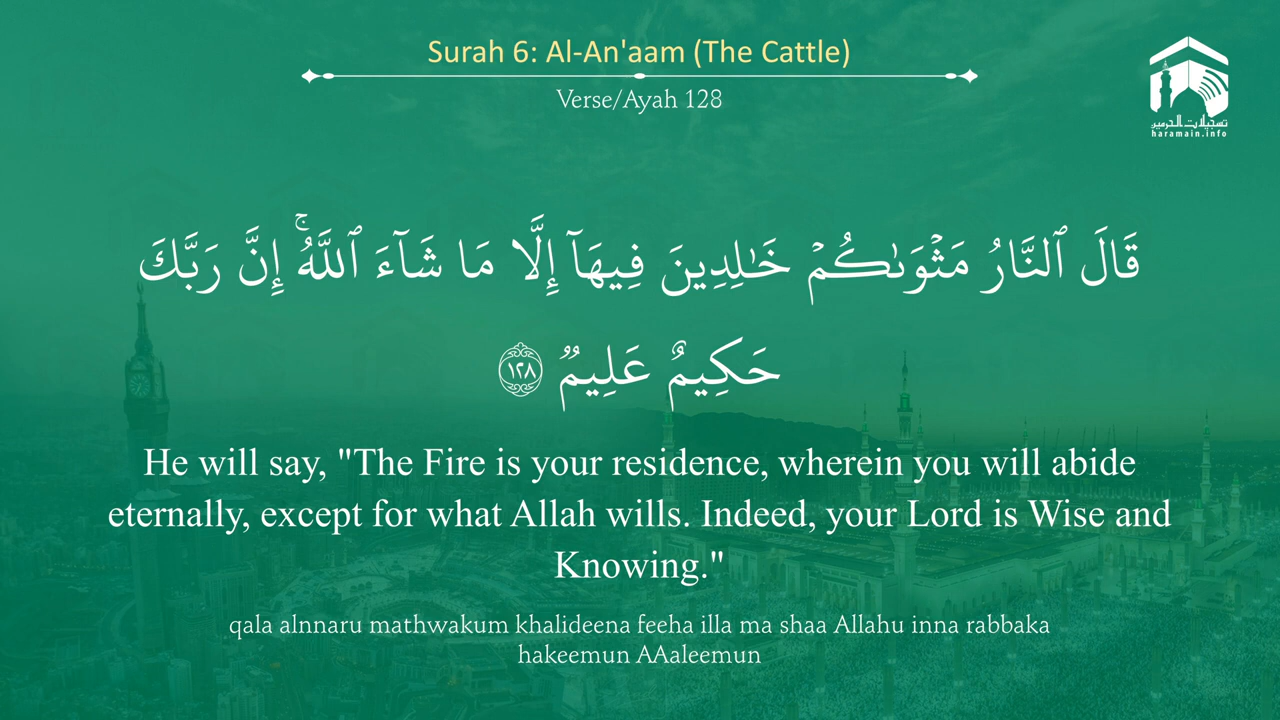 Surah 6: Al-An'aam (The Cattle)
Verse/Ayah 128
تسجيلات الحرمين
haramain.info
قَالَ ٱلنَّارُ مَثْوَىٰكُمْ خَـٰلِدِينَ فِيهَآ إِلَّا مَا شَآءَ ٱللَّهُ ۚ إِنَّ رَبَّكَ
حَكِيمٌ عَلِيمٌ ١٢٨
He will say, "The Fire is your residence, wherein you will abide
eternally, except for what Allah wills. Indeed, your Lord is Wise and
Knowing."
qala alnnaru mathwakum khalideena feeha illa ma shaa Allahu inna rabbaka
hakeemun AAaleemun